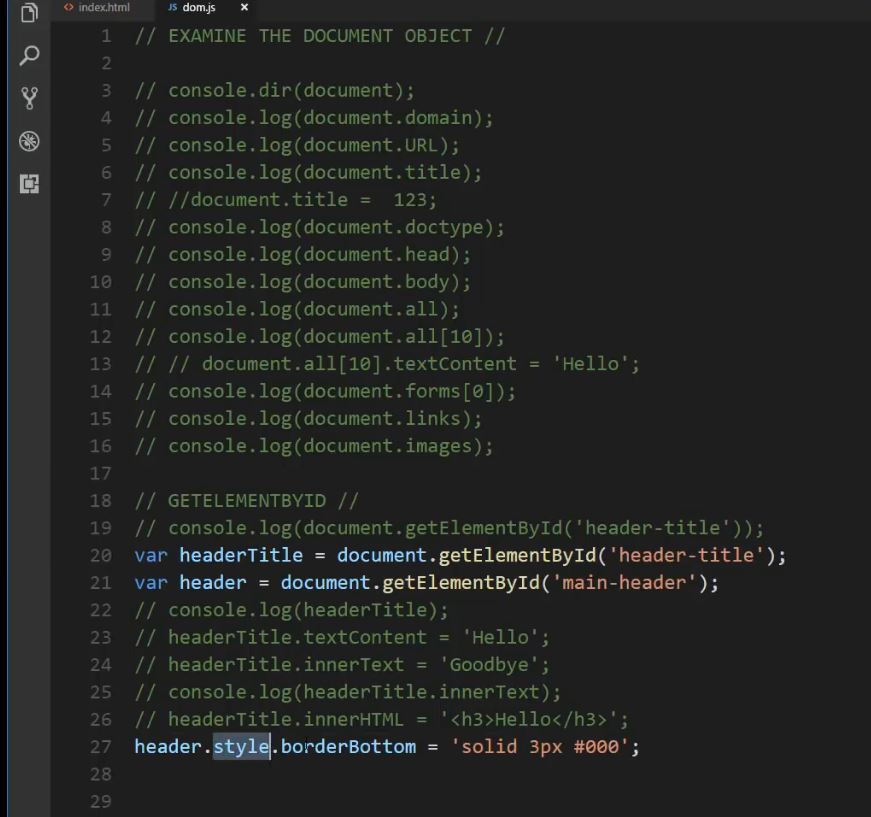 index.html JS dom.js ×
1 // EXAMINE THE DOCUMENT OBJECT //
2
3 // console.dir(document);
4 // console.log(document.domain);
5 // console.log(document.URL);
6 // console.log(document.title);
7 // //document.title =  123;
8 // console.log(document.doctype);
9 // console.log(document.head);
10 // console.log(document.body);
11 // console.log(document.all);
12 // console.log(document.all[10]);
13 // // document.all[10].textContent = 'Hello';
14 // console.log(document.forms[0]);
15 // console.log(document.links);
16 // console.log(document.images);
17
18 // GETELEMENTBYID //
19 // console.log(document.getElementById('header-title'));
20 var headerTitle = document.getElementById('header-title');
21 var header = document.getElementById('main-header');
22 // console.log(headerTitle);
23 // headerTitle.textContent = 'Hello';
24 // headerTitle.innerText = 'Goodbye';
25 // console.log(headerTitle.innerText);
26 // headerTitle.innerHTML = '<h3>Hello</h3>';
27 header.style.borderBottom = 'solid 3px #000';
28
29